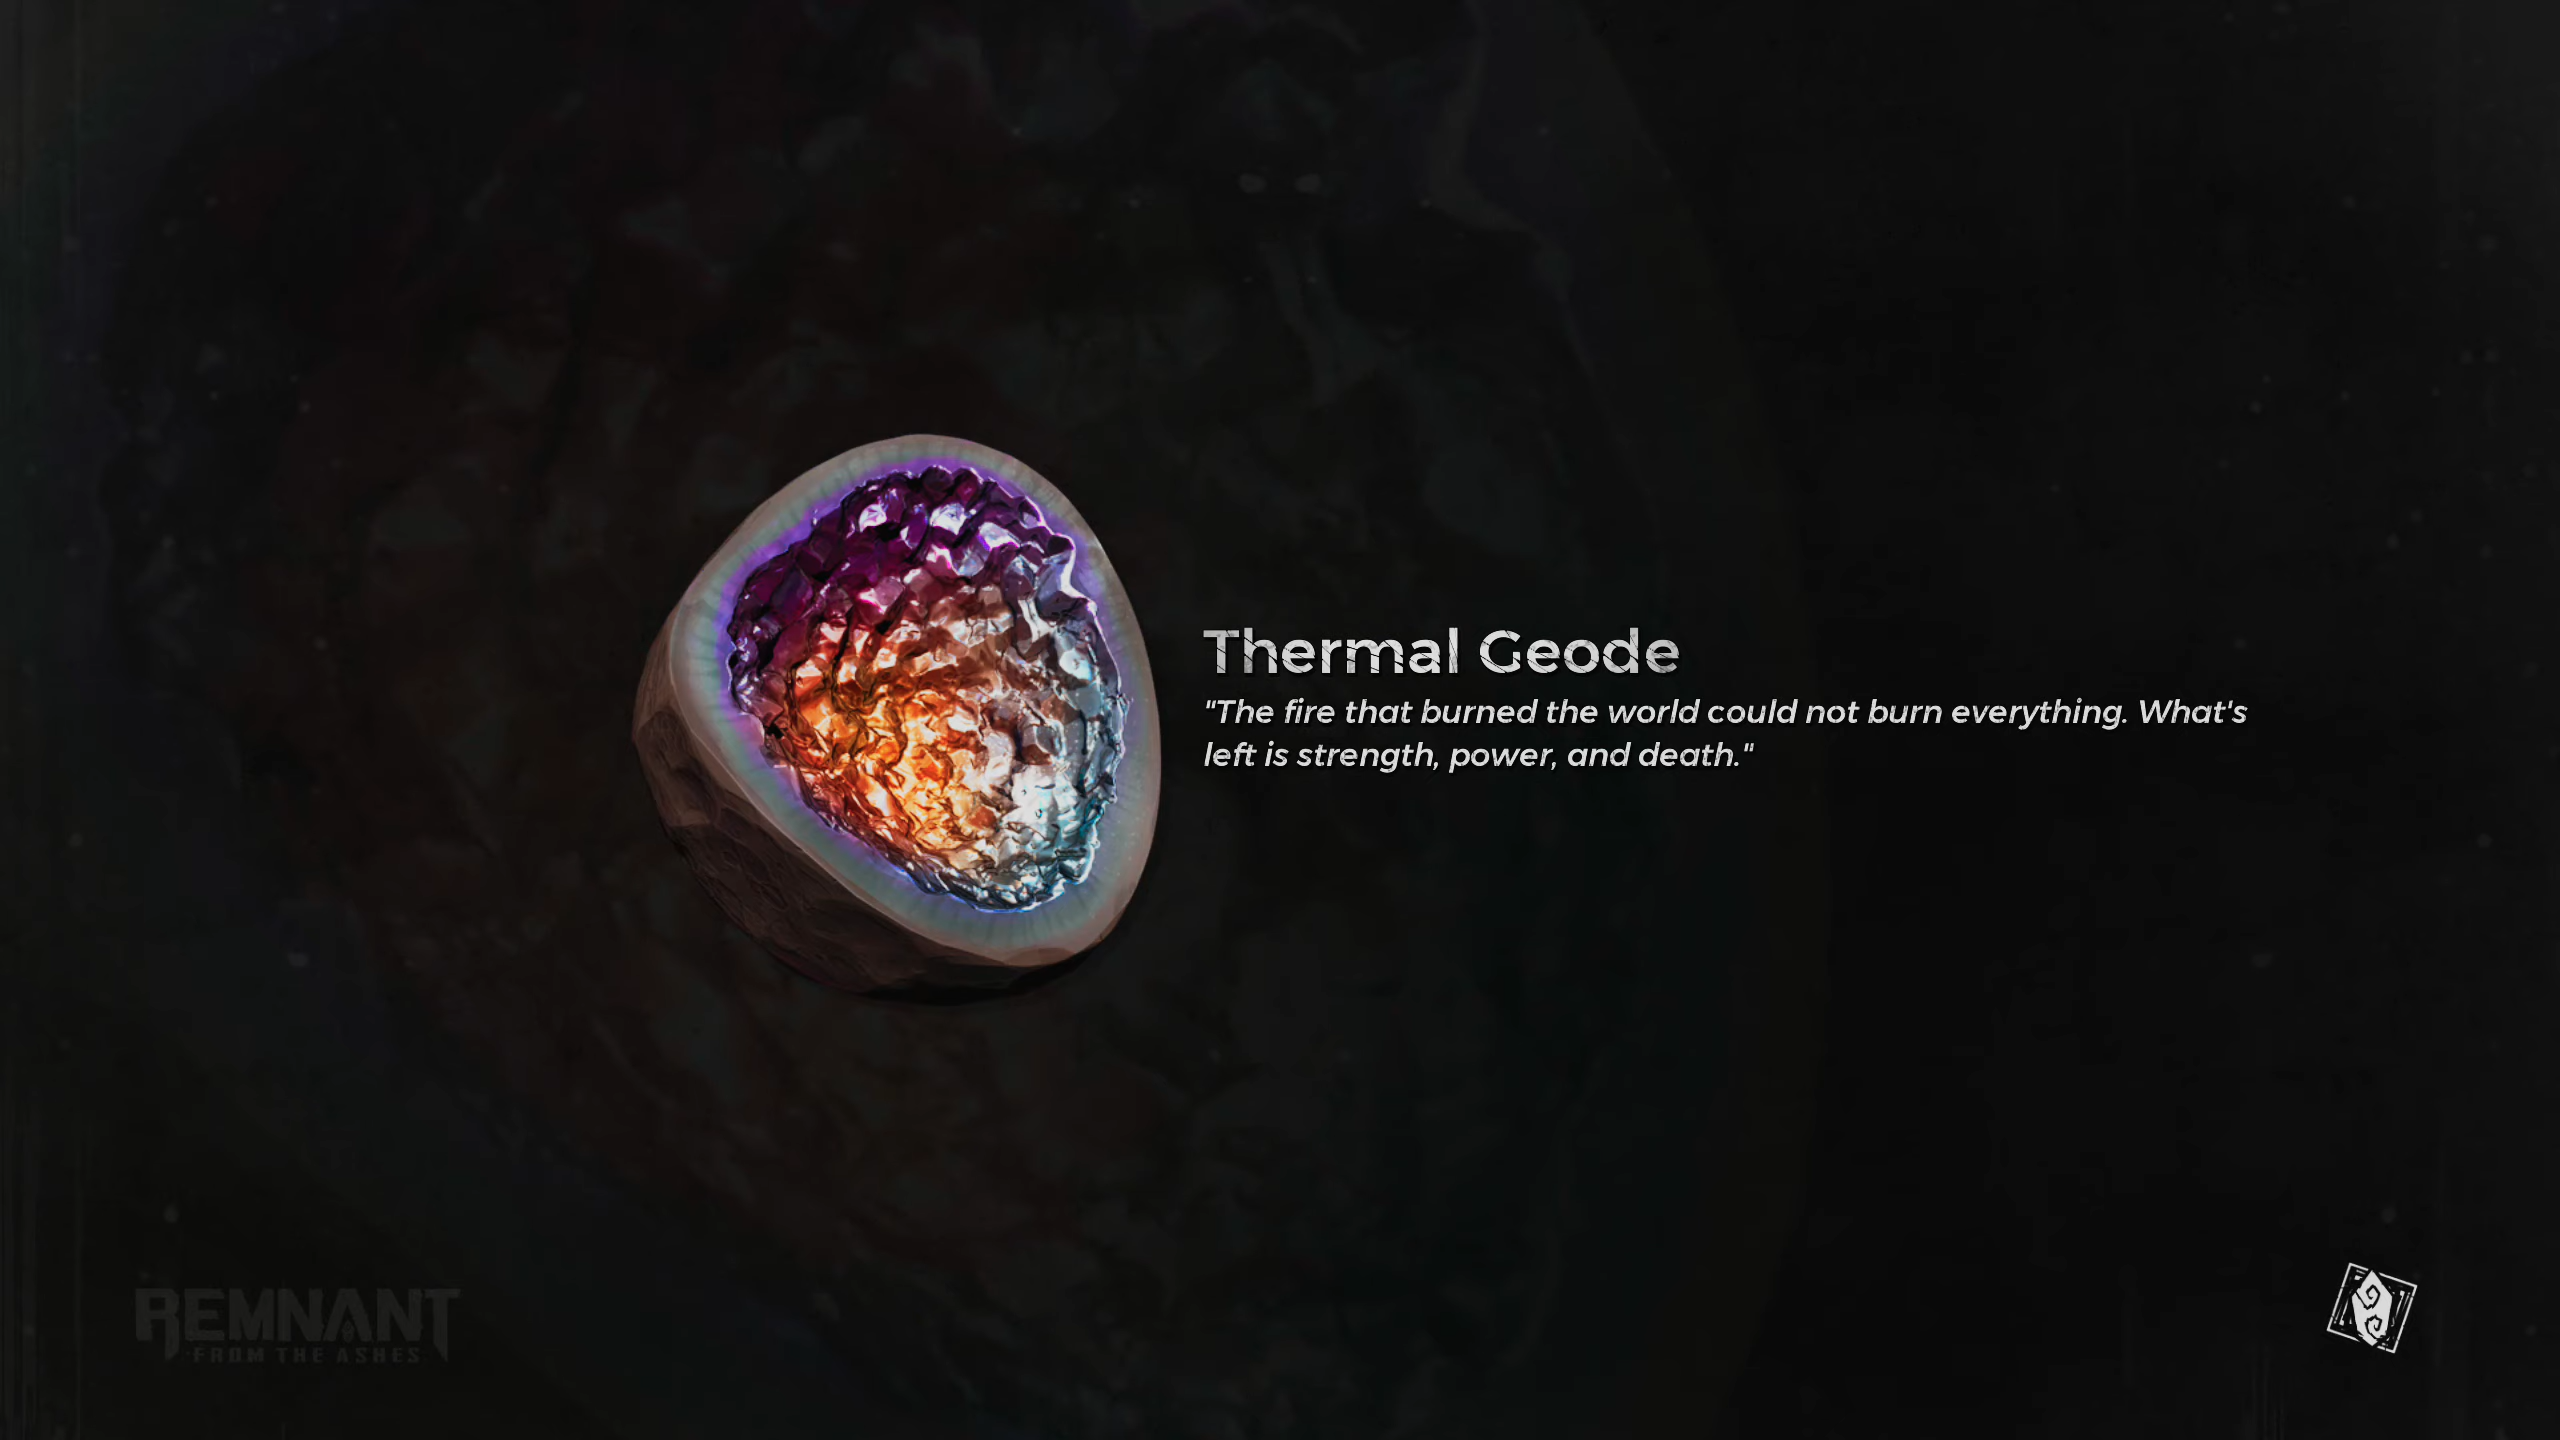 Thermal Geode
"The fire that burned the world could not burn everything. What's
left is strength, power, and death."
REMNANT
FROM THE ASHES